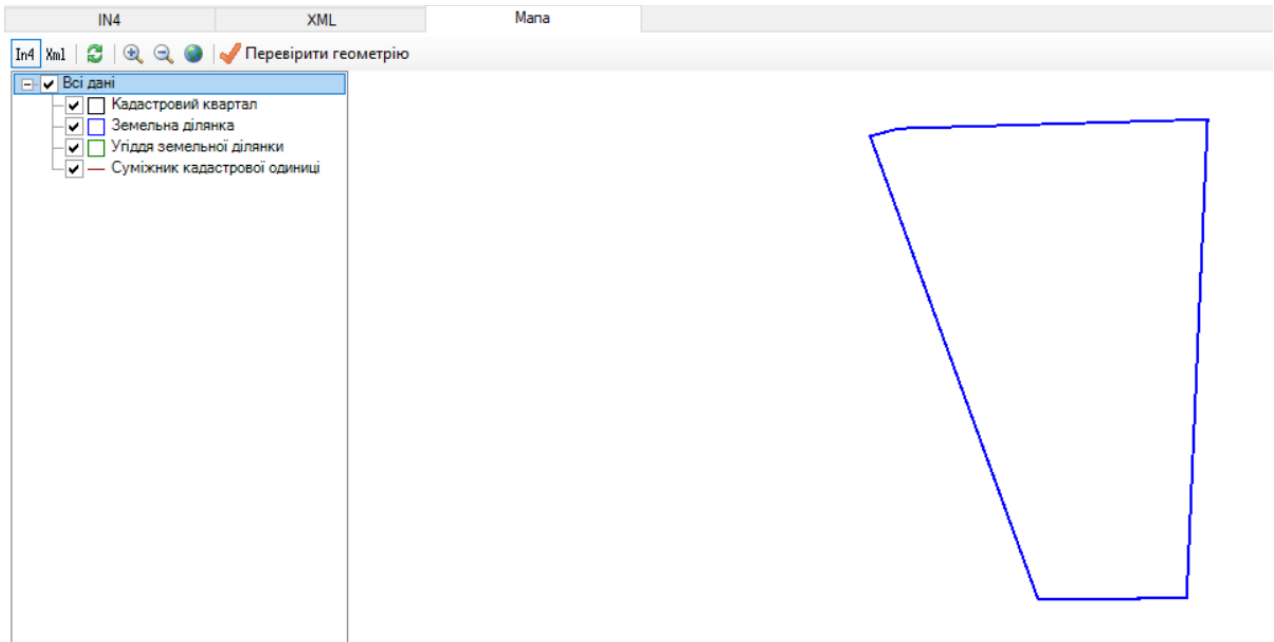 IN4 XML Мапа
In4 Xml Перевірити геометрію
Всі дані
Кадастровий квартал
Земельна ділянка
Угіддя земельної ділянки
Суміжник кадастрової одиниці